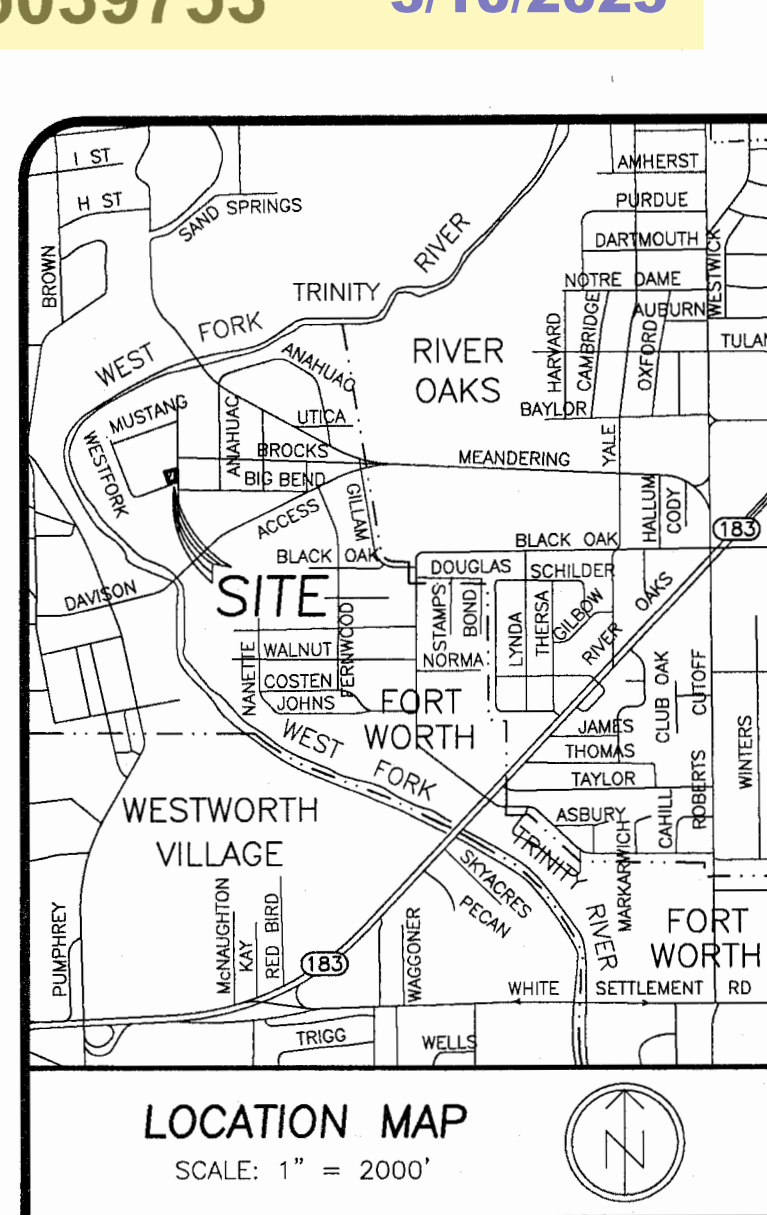 I ST
H ST
SAND SPRINGS
BROWN
AMHERST
PURDUE
DARTMOUTH
WESTWICK
NOTRE DAME
AUBURN
HARVARD
CAMBRIDGE
OXFORD
BAYLOR
YALE
WEST FORK TRINITY RIVER
RIVER
OAKS
ANAHUAC
MUSTANG
UTICA
ANAHUAC
BROCKS
BIG BEND
MEANDERING
WESTFORK
ACCESS
GILLAM
HALLUM
CODY
183
BLACK OAK
BLACK OAK
DAVISON
SITE
DOUGLAS
SCHILDER
STAMPS
BOND
LYNDA
THERSA
GILBOW
RIVER OAKS
NORMA
NANETTE
WALNUT
COSTEN
JOHNS
FERNWOOD
FORT
WORTH
WEST FORK
JAMES
THOMAS
TAYLOR
CLUB OAK
ROBERTS CUTOFF
WINTERS
ASBURY
CAHILL
MARKARWICH
TRINITY
RIVER
WESTWORTH
VILLAGE
SKYACRES
PECAN
PUMPHREY
McNAUGHTON
KAY
RED BIRD
183
WAGGONER
FORT
WORTH
WHITE SETTLEMENT RD
TRIGG
WELLS
LOCATION MAP
SCALE: 1" = 2000'
N